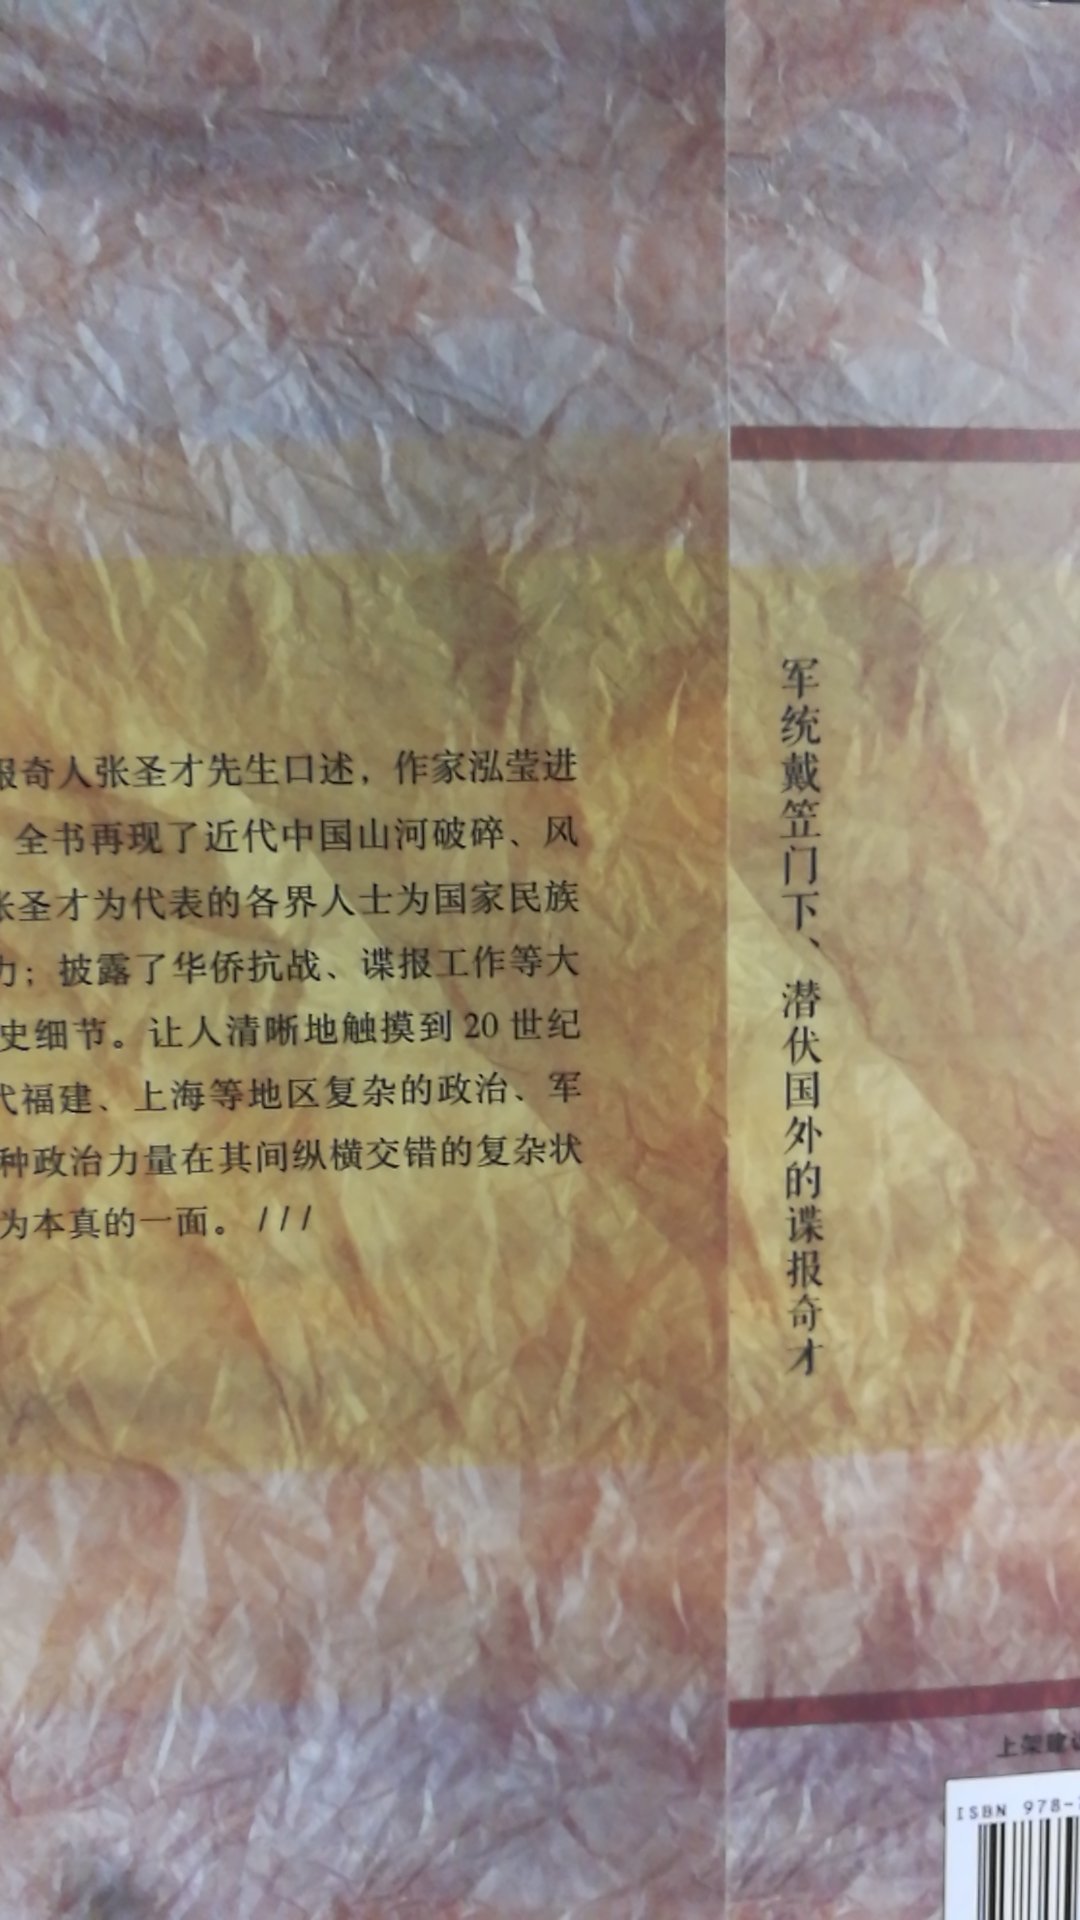 报奇人张圣才先生口述，作家泓莹进
全书再现了近代中国山河破碎、风
张圣才为代表的各界人士为国家民族
力；披露了华侨抗战、谍报工作等大
史细节。让人清晰地触摸到 20 世纪
代福建、上海等地区复杂的政治、军
种政治力量在其间纵横交错的复杂状
为本真的一面。///
军统戴笠门下、潜伏国外的谍报奇才
上架建议
ISBN 978-